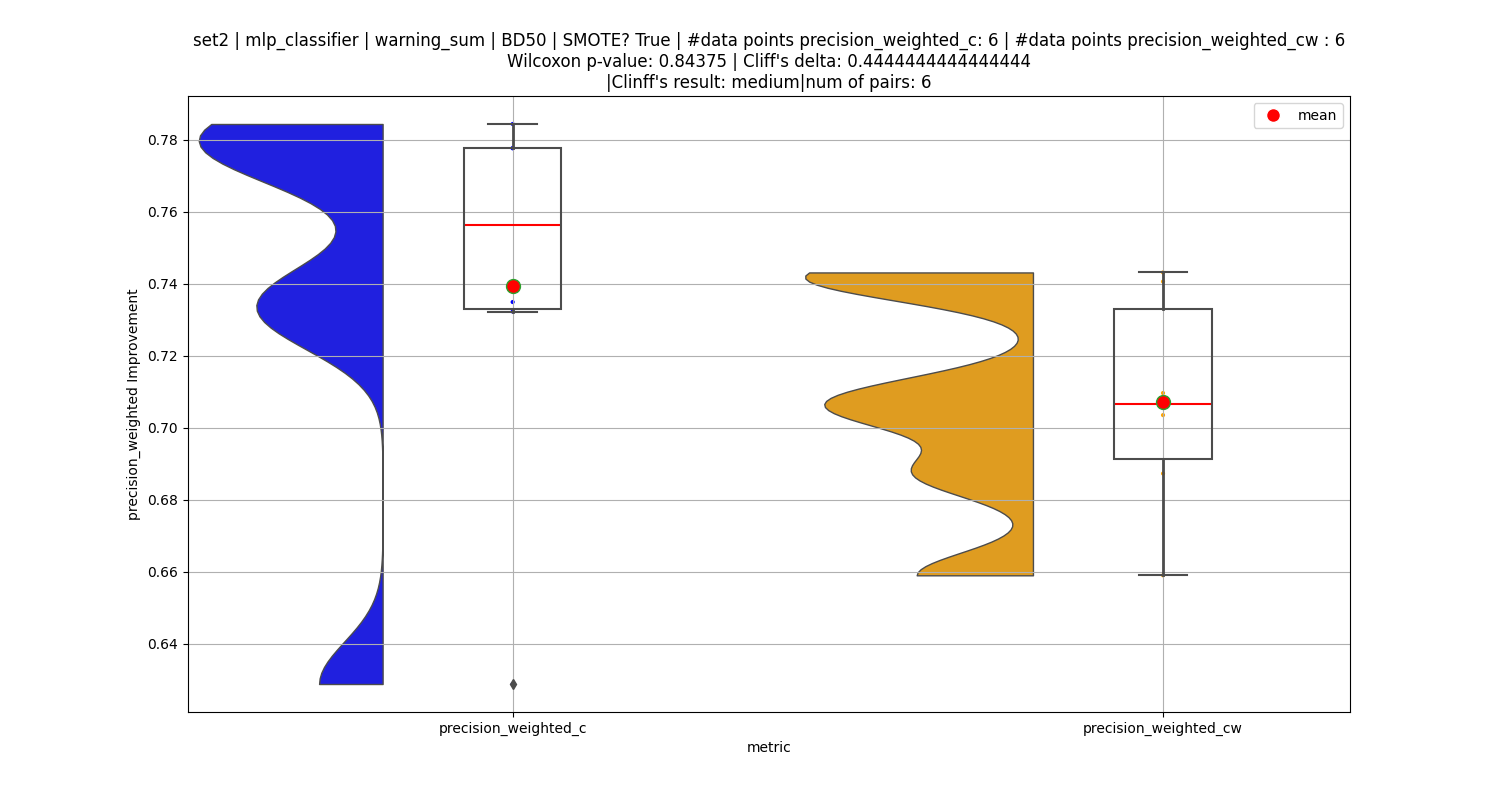 set2 | mlp_classifier | warning_sum | BD50 | SMOTE? True | #data points precision_weighted_c: 6 | #data points precision_weighted_cw : 6
Wilcoxon p-value: 0.84375 | Cliff's delta: 0.4444444444444444
|Clinff's result: medium|num of pairs: 6
mean
0.78
0.76
0.74
0.72
0.70
0.68
0.66
0.64
precision_weighted Improvement
precision_weighted_c
precision_weighted_cw
metric